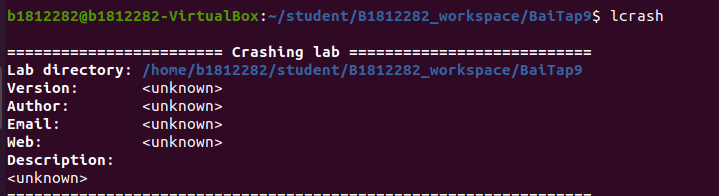 b1812282@b1812282-VirtualBox:~/student/B1812282_workspace/BaiTap9$ lcrash
======================== Crashing lab ===========================
Lab directory: /home/b1812282/student/B1812282_workspace/BaiTap9
Version: <unknown>
Author: <unknown>
Email: <unknown>
Web: <unknown>
Description:
<unknown>
=================================================================